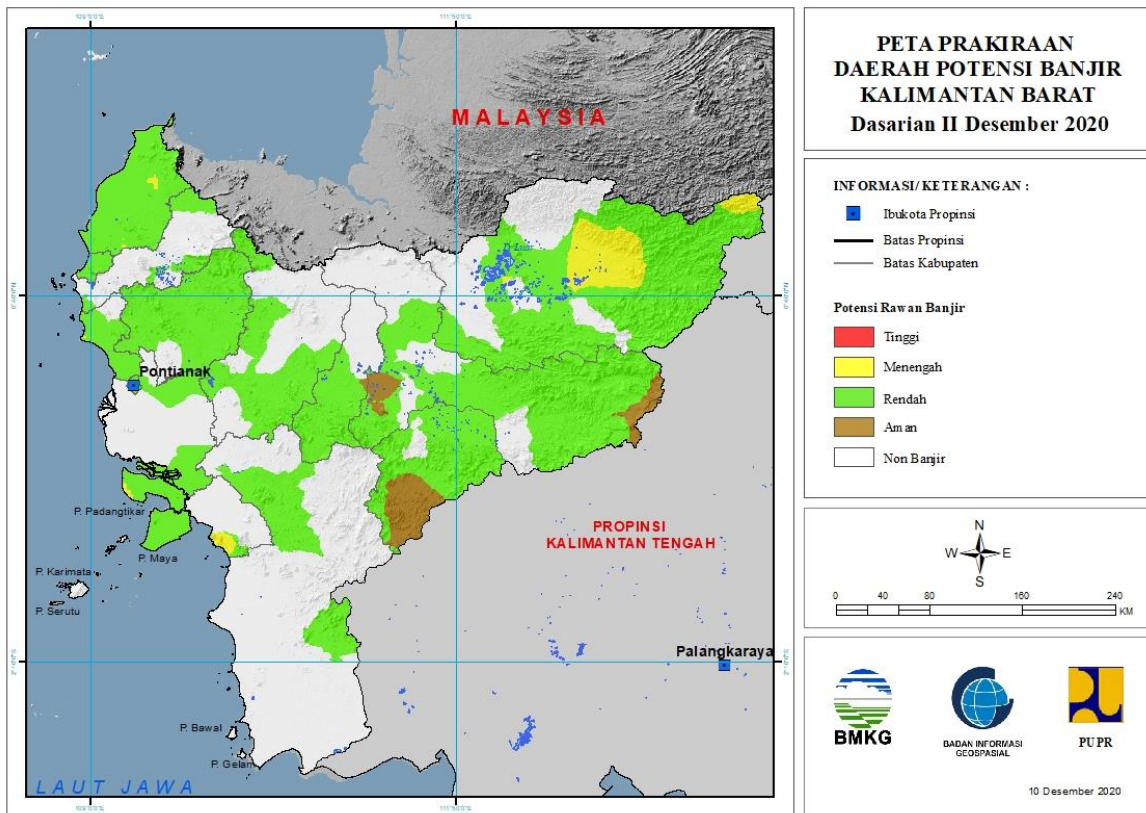 PETA PRAKIRAAN
DAERAH POTENSI BANJIR
KALIMANTAN BARAT
Dasarian II Desember 2020
INFORMASI/ KETERANGAN :
Ibukota Propinsi
Batas Propinsi
Batas Kabupaten
Potensi Rawan Banjir
Tinggi
Menengah
Rendah
Aman
Non Banjir
N
W E
S
0 40 80 160 240
KM
BMKG
BADAN INFORMASI
GEOSPASIAL
PUPR
10 Desember 2020
MALAYSIA
Pontianak
P. Padangtikar
P. Maya
P. Karimata
P. Serutu
PROPINSI
KALIMANTAN TENGAH
Palangkaraya
P. Bawal
P. Gelam
LAUT JAWA